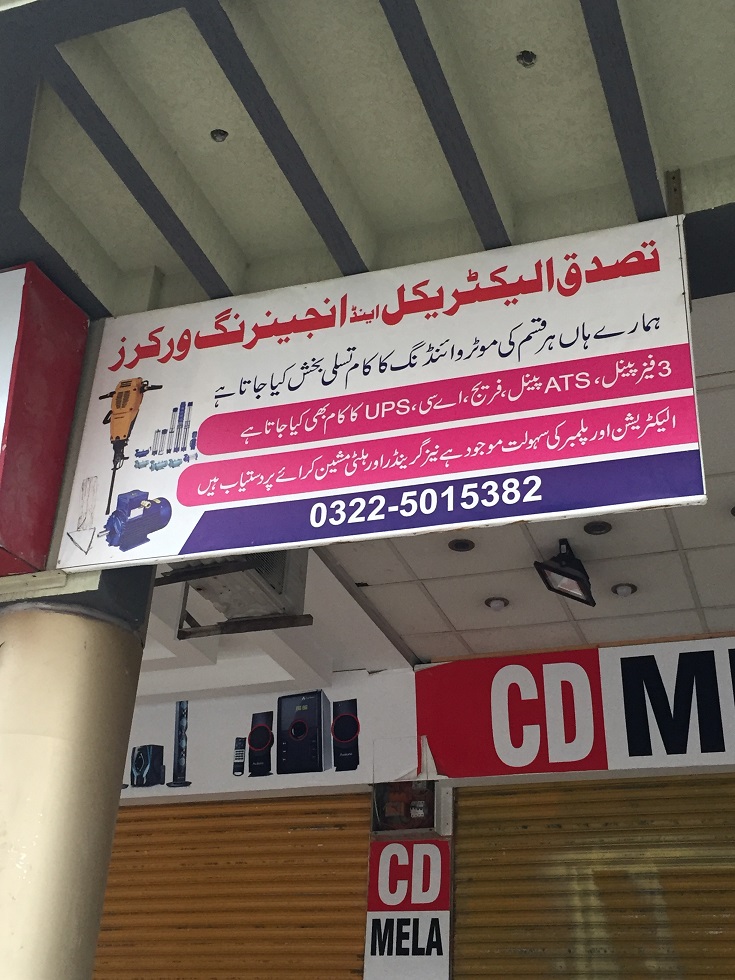 تصدق الیکٹریکل اینڈ انجینرنگ ورکرز
ہمارے ہاں ہر قسم کی موٹر وائنڈنگ کا کام تسلی بخش کیا جاتا ہے
3 فیز پینل، ATS پینل، فریج، اے سی، UPS کا کام بھی کیا جاتا ہے
الیکٹریشن اور پلمبر کی سہولت موجود ہے نیز گرینڈر اور ہلٹی مشین کرائے پر دستیاب ہیں
0322-5015382
CD M
CD
MELA